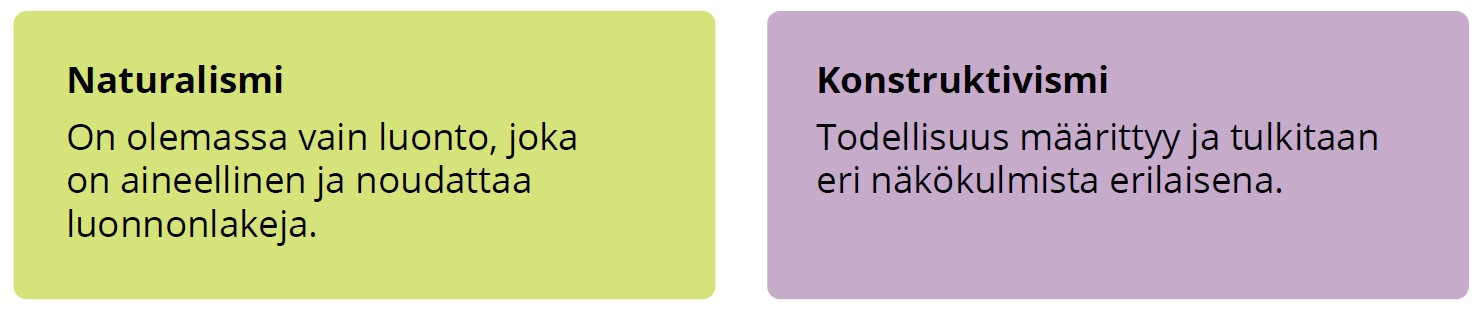 Naturalismi
On olemassa vain luonto, joka
on aineellinen ja noudattaa
luonnonlakeja.
Konstruktivismi
Todellisuus määrittyy ja tulkitaan
eri näkökulmista erilaisena.